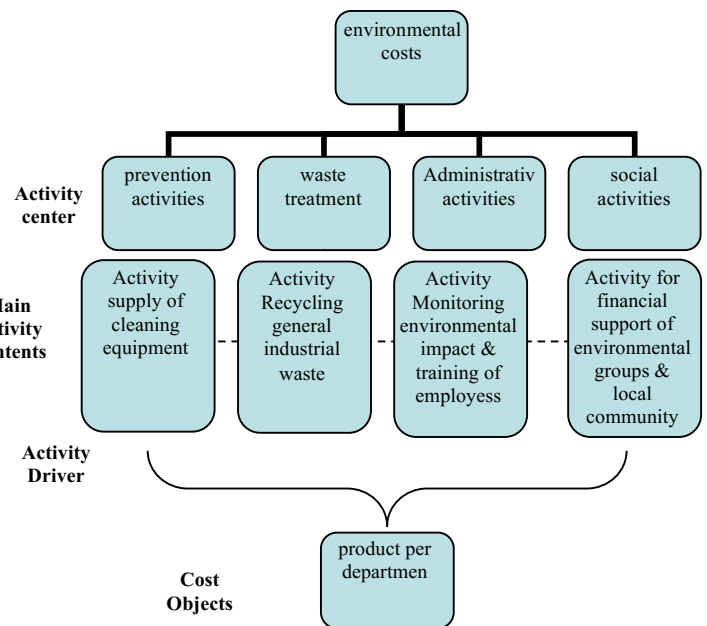 environmental
costs
prevention
activities
waste
treatment
Administrativ
activities
social
activities
Activity
center
Activity
supply of
cleaning
equipment
Activity
Recycling
general
industrial
waste
Activity
Monitoring
environmental
impact &
training of
employess
Activity for
financial
support of
environmental
groups &
local
community
Activity
Driver
product per
departmen
Cost
Objects